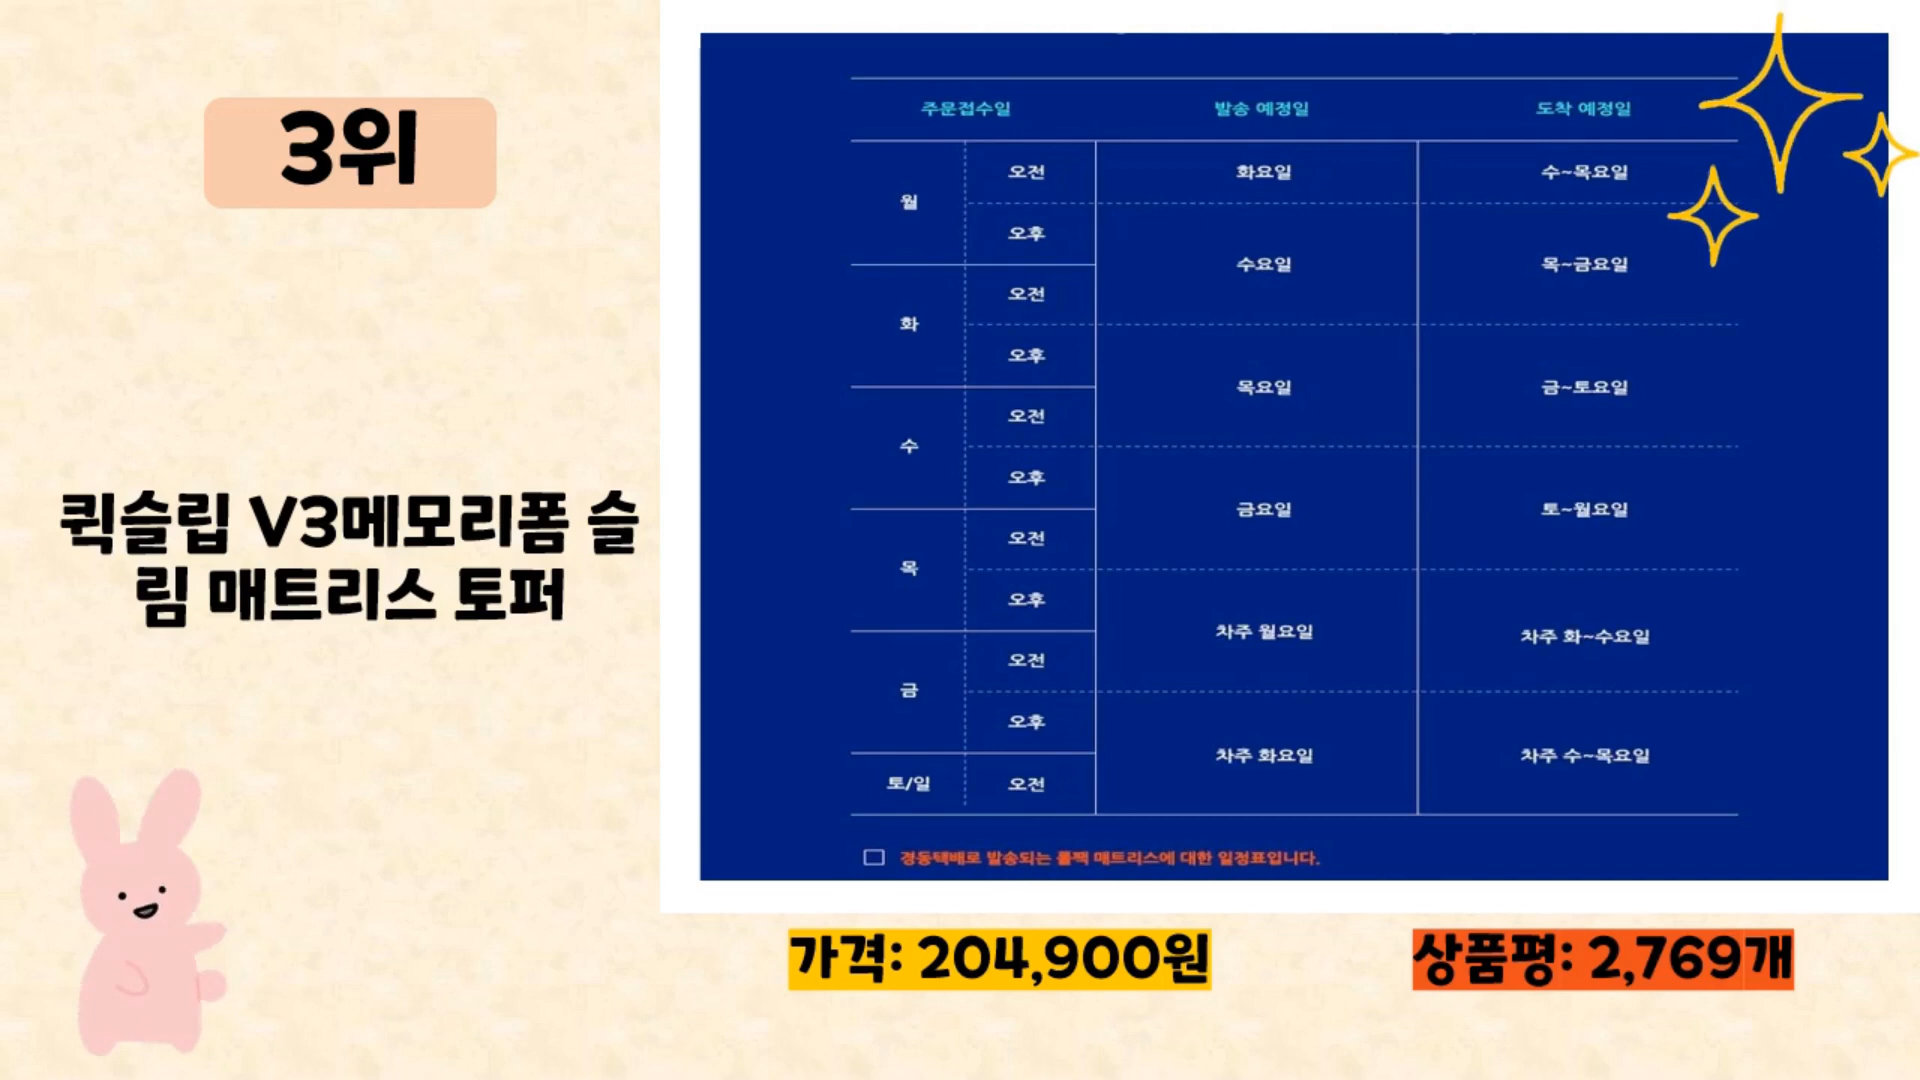 3위
퀵슬립 V3메모리폼 슬
림 매트리스 토퍼
주문접수일 발송 예정일 도착 예정일
월 오전 화요일 수~목요일
오후 수요일 목~금요일
화 오전
오후 목요일 금~토요일
수 오전
오후 금요일 토~월요일
목 오전
오후 차주 월요일 차주 화~수요일
금 오전
오후 차주 화요일 차주 수~목요일
토/일 오전
경동택배로 발송되는 롤팩 매트리스에 대한 일정표입니다.
가격: 204,900원
상품평: 2,769개